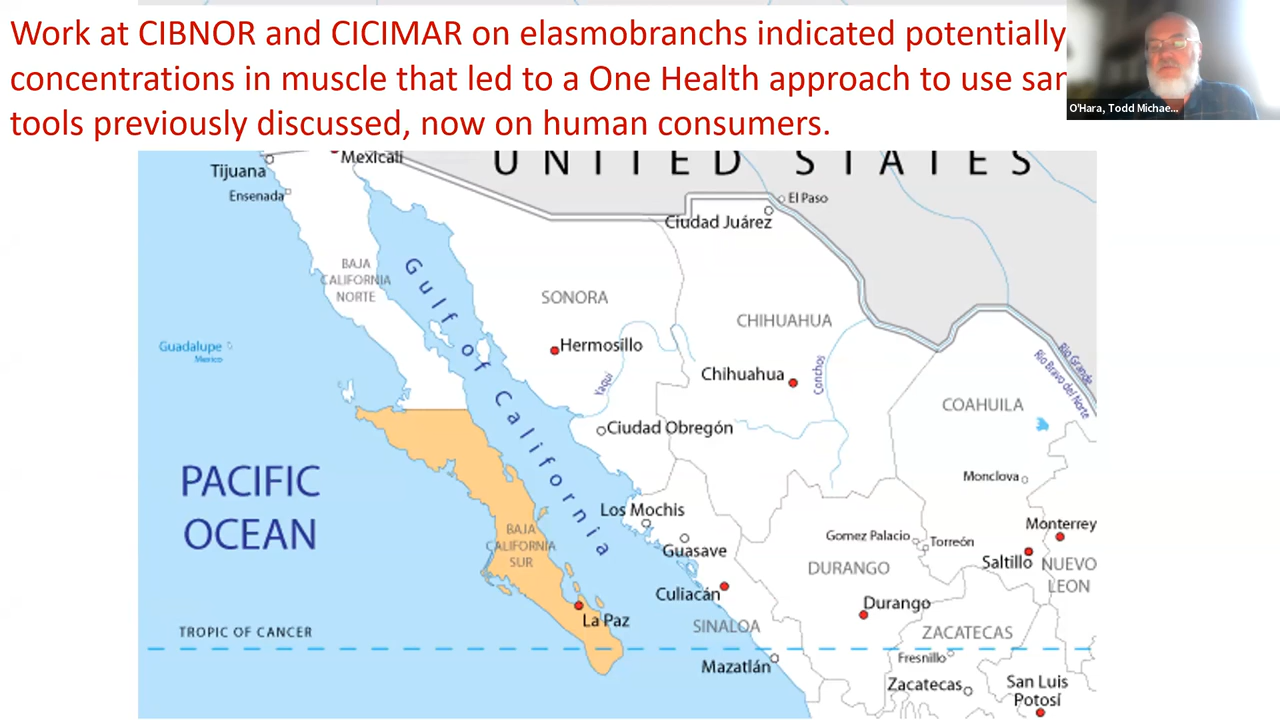 Work at CIBNOR and CICIMAR on elasmobranchs indicated potentially
concentrations in muscle that led to a One Health approach to use
tools previously discussed, now on human consumers.
O'Hara, Todd Michae...
UNITED STATES
Mexicali
Tijuana
Ensenada
El Paso
Ciudad Juárez
BAJA
CALIFORNIA
NORTE
Gulf of California
SONORA
CHIHUAHUA
Guadalupe
Mexico
Hermosillo
Yaqui
Chihuahua
Conchos
Rio Grande
Rio Bravo del Norte
COAHUILA
Ciudad Obregón
PACIFIC
OCEAN
Monclova
Los Mochis
BAJA
CALIFORNIA
SUR
Guasave
Gomez Palacio
Torreón
Monterrey
Saltillo
NUEVO
LEON
DURANGO
Culiacán
Durango
La Paz
SINALOA
ZACATECAS
TROPIC OF CANCER
Mazatlán
Fresnillo
Zacatecas
San Luis
Potosí